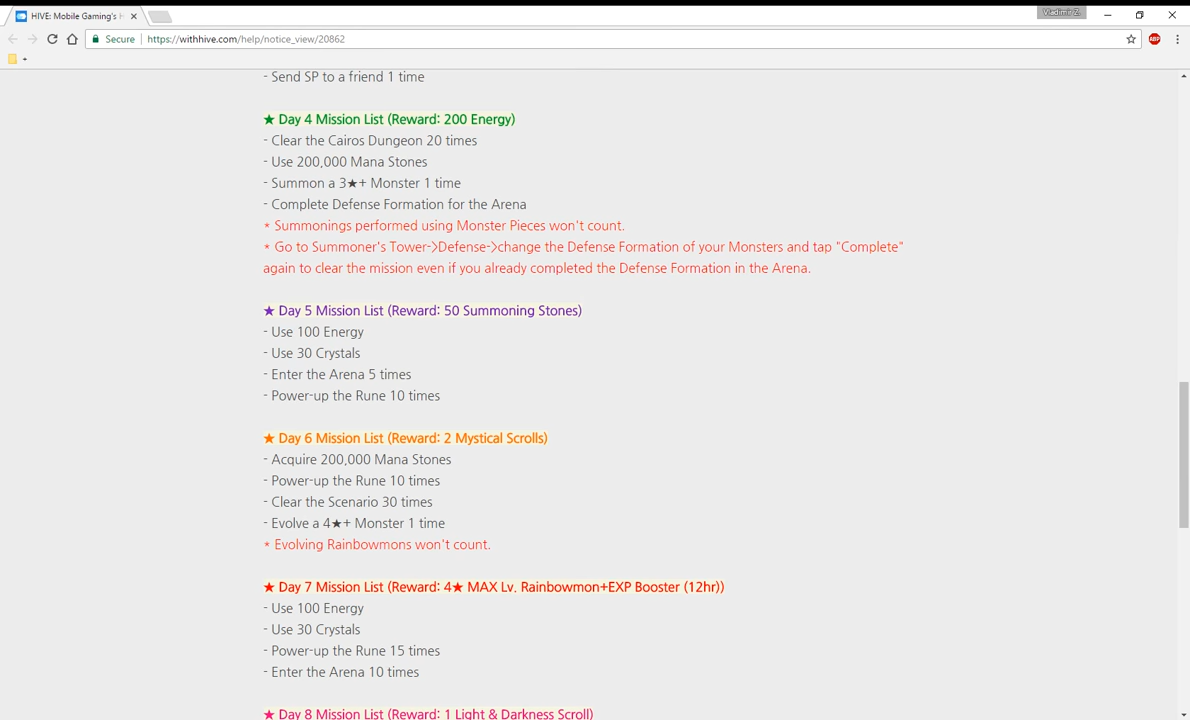 HIVE: Mobile Gaming's H
Vladimir Z.
Secure https://withhive.com/help/notice_view/20862
ABP
- Send SP to a friend 1 time
★ Day 4 Mission List (Reward: 200 Energy)
- Clear the Cairos Dungeon 20 times
- Use 200,000 Mana Stones
- Summon a 3★+ Monster 1 time
- Complete Defense Formation for the Arena
* Summonings performed using Monster Pieces won't count.
* Go to Summoner's Tower->Defense->change the Defense Formation of your Monsters and tap "Complete"
again to clear the mission even if you already completed the Defense Formation in the Arena.
★ Day 5 Mission List (Reward: 50 Summoning Stones)
- Use 100 Energy
- Use 30 Crystals
- Enter the Arena 5 times
- Power-up the Rune 10 times
★ Day 6 Mission List (Reward: 2 Mystical Scrolls)
- Acquire 200,000 Mana Stones
- Power-up the Rune 10 times
- Clear the Scenario 30 times
- Evolve a 4★+ Monster 1 time
* Evolving Rainbowmons won't count.
★ Day 7 Mission List (Reward: 4★ MAX Lv. Rainbowmon+EXP Booster (12hr))
- Use 100 Energy
- Use 30 Crystals
- Power-up the Rune 15 times
- Enter the Arena 10 times
★ Day 8 Mission List (Reward: 1 Light & Darkness Scroll)